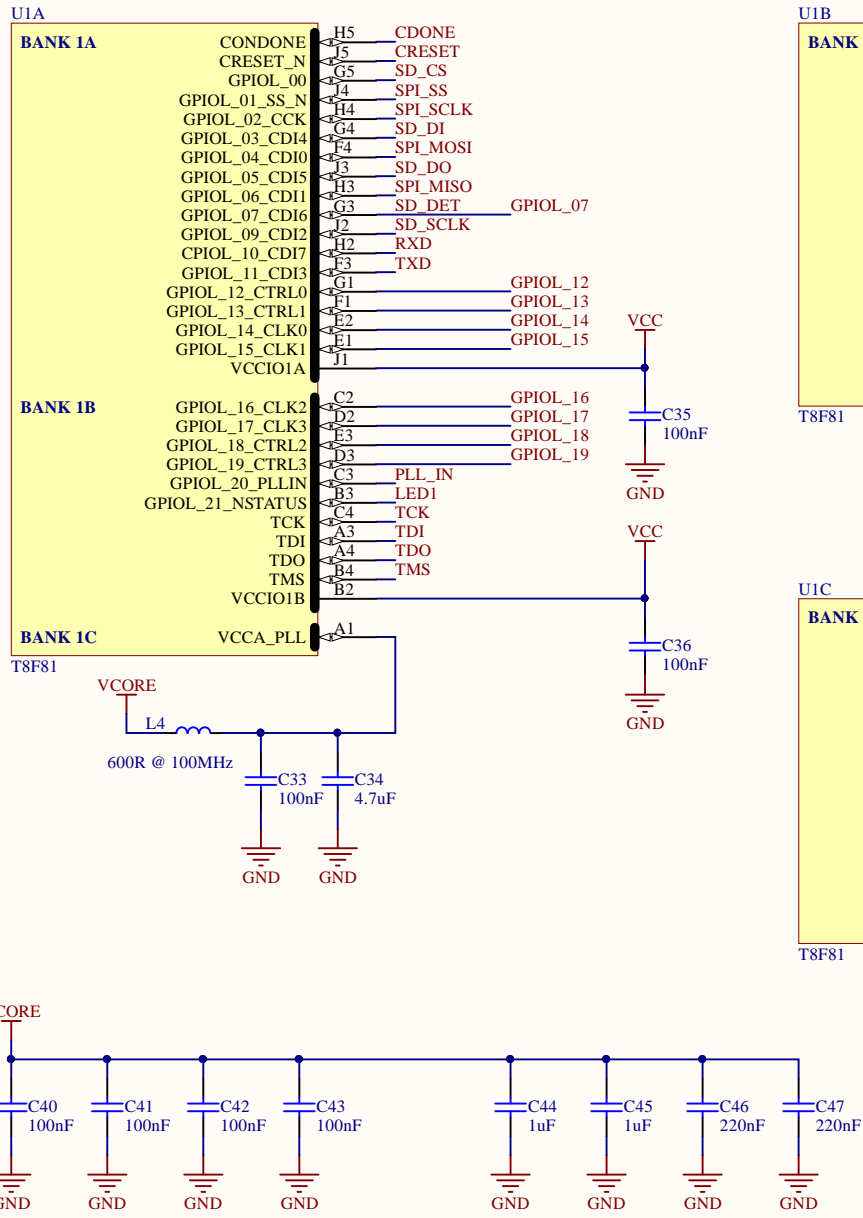 U1A
U1B
BANK 1A
CONDONE H5 CDONE
CRESET_N J5 CRESET
GPIOL_00 G5 SD_CS
GPIOL_01_SS_N J4 SPI_SS
GPIOL_02_CCK H4 SPI_SCLK
GPIOL_03_CDI4 G4 SD_DI
GPIOL_04_CDI0 F4 SPI_MOSI
GPIOL_05_CDI5 J3 SD_DO
GPIOL_06_CDI1 H3 SPI_MISO
GPIOL_07_CDI6 G3 SD_DET GPIOL_07
GPIOL_09_CDI2 J2 SD_SCLK
CPIOL_10_CDI7 H2 RXD
GPIOL_11_CDI3 F3 TXD
GPIOL_12_CTRL0 G1 GPIOL_12
GPIOL_13_CTRL1 F1 GPIOL_13
GPIOL_14_CLK0 E2 GPIOL_14
GPIOL_15_CLK1 E1 GPIOL_15
VCCIO1A J1
VCC
C35
100nF
GND
BANK 1B
GPIOL_16_CLK2 C2 GPIOL_16
GPIOL_17_CLK3 D2 GPIOL_17
GPIOL_18_CTRL2 E3 GPIOL_18
GPIOL_19_CTRL3 D3 GPIOL_19
GPIOL_20_PLLIN C3 PLL_IN
GPIOL_21_NSTATUS B3 LED1
TCK C4 TCK
TDI A3 TDI
TDO A4 TDO
TMS B4 TMS
VCCIO1B B2
VCC
C36
100nF
GND
BANK 1C
VCCA_PLL A1
T8F81
BANK
T8F81
U1C
BANK
T8F81
VCORE
L4
600R @ 100MHz
C33
100nF
C34
4.7uF
GND GND
CORE
C40 C41 C42 C43 C44 C45 C46 C47
100nF 100nF 100nF 100nF 1uF 1uF 220nF 220nF
GND GND GND GND GND GND GND GND